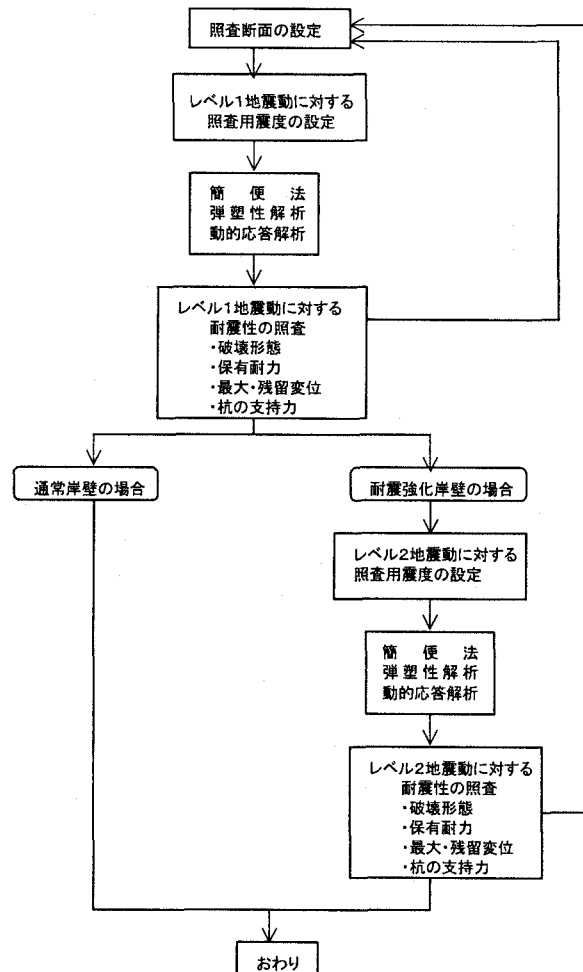 照査断面の設定
レベル1地震動に対する
照査用震度の設定
簡便法
弾塑性解析
動的応答解析
レベル1地震動に対する
耐震性の照査
・破壊形態
・保有耐力
・最大・残留変位
・杭の支持力
通常岸壁の場合
耐震強化岸壁の場合
レベル2地震動に対する
照査用震度の設定
簡便法
弾塑性解析
動的応答解析
レベル2地震動に対する
耐震性の照査
・破壊形態
・保有耐力
・最大・残留変位
・杭の支持力
おわり